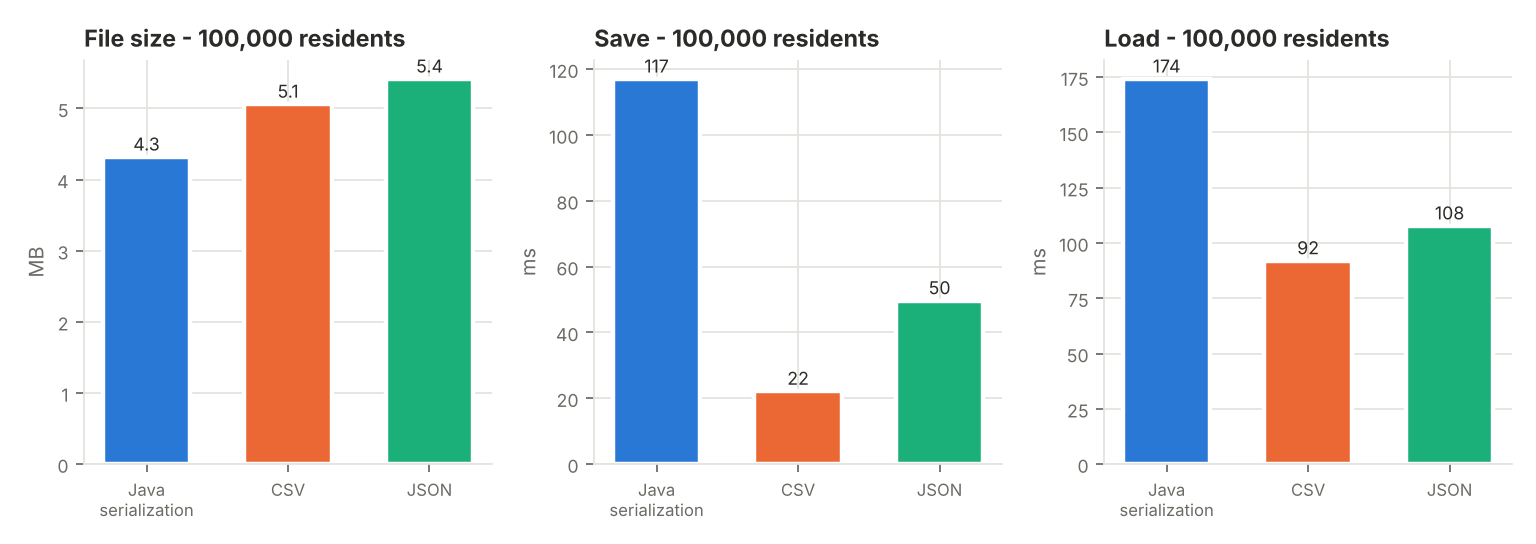 File size - 100,000 residents
5.4
5.1
4.3
5
4
3
2
1
0
MB
Java
serialization
CSV
JSON
Save - 100,000 residents
117
22
50
120
100
80
60
40
20
0
ms
Java
serialization
CSV
JSON
Load - 100,000 residents
174
92
108
175
150
125
100
75
50
25
0
ms
Java
serialization
CSV
JSON